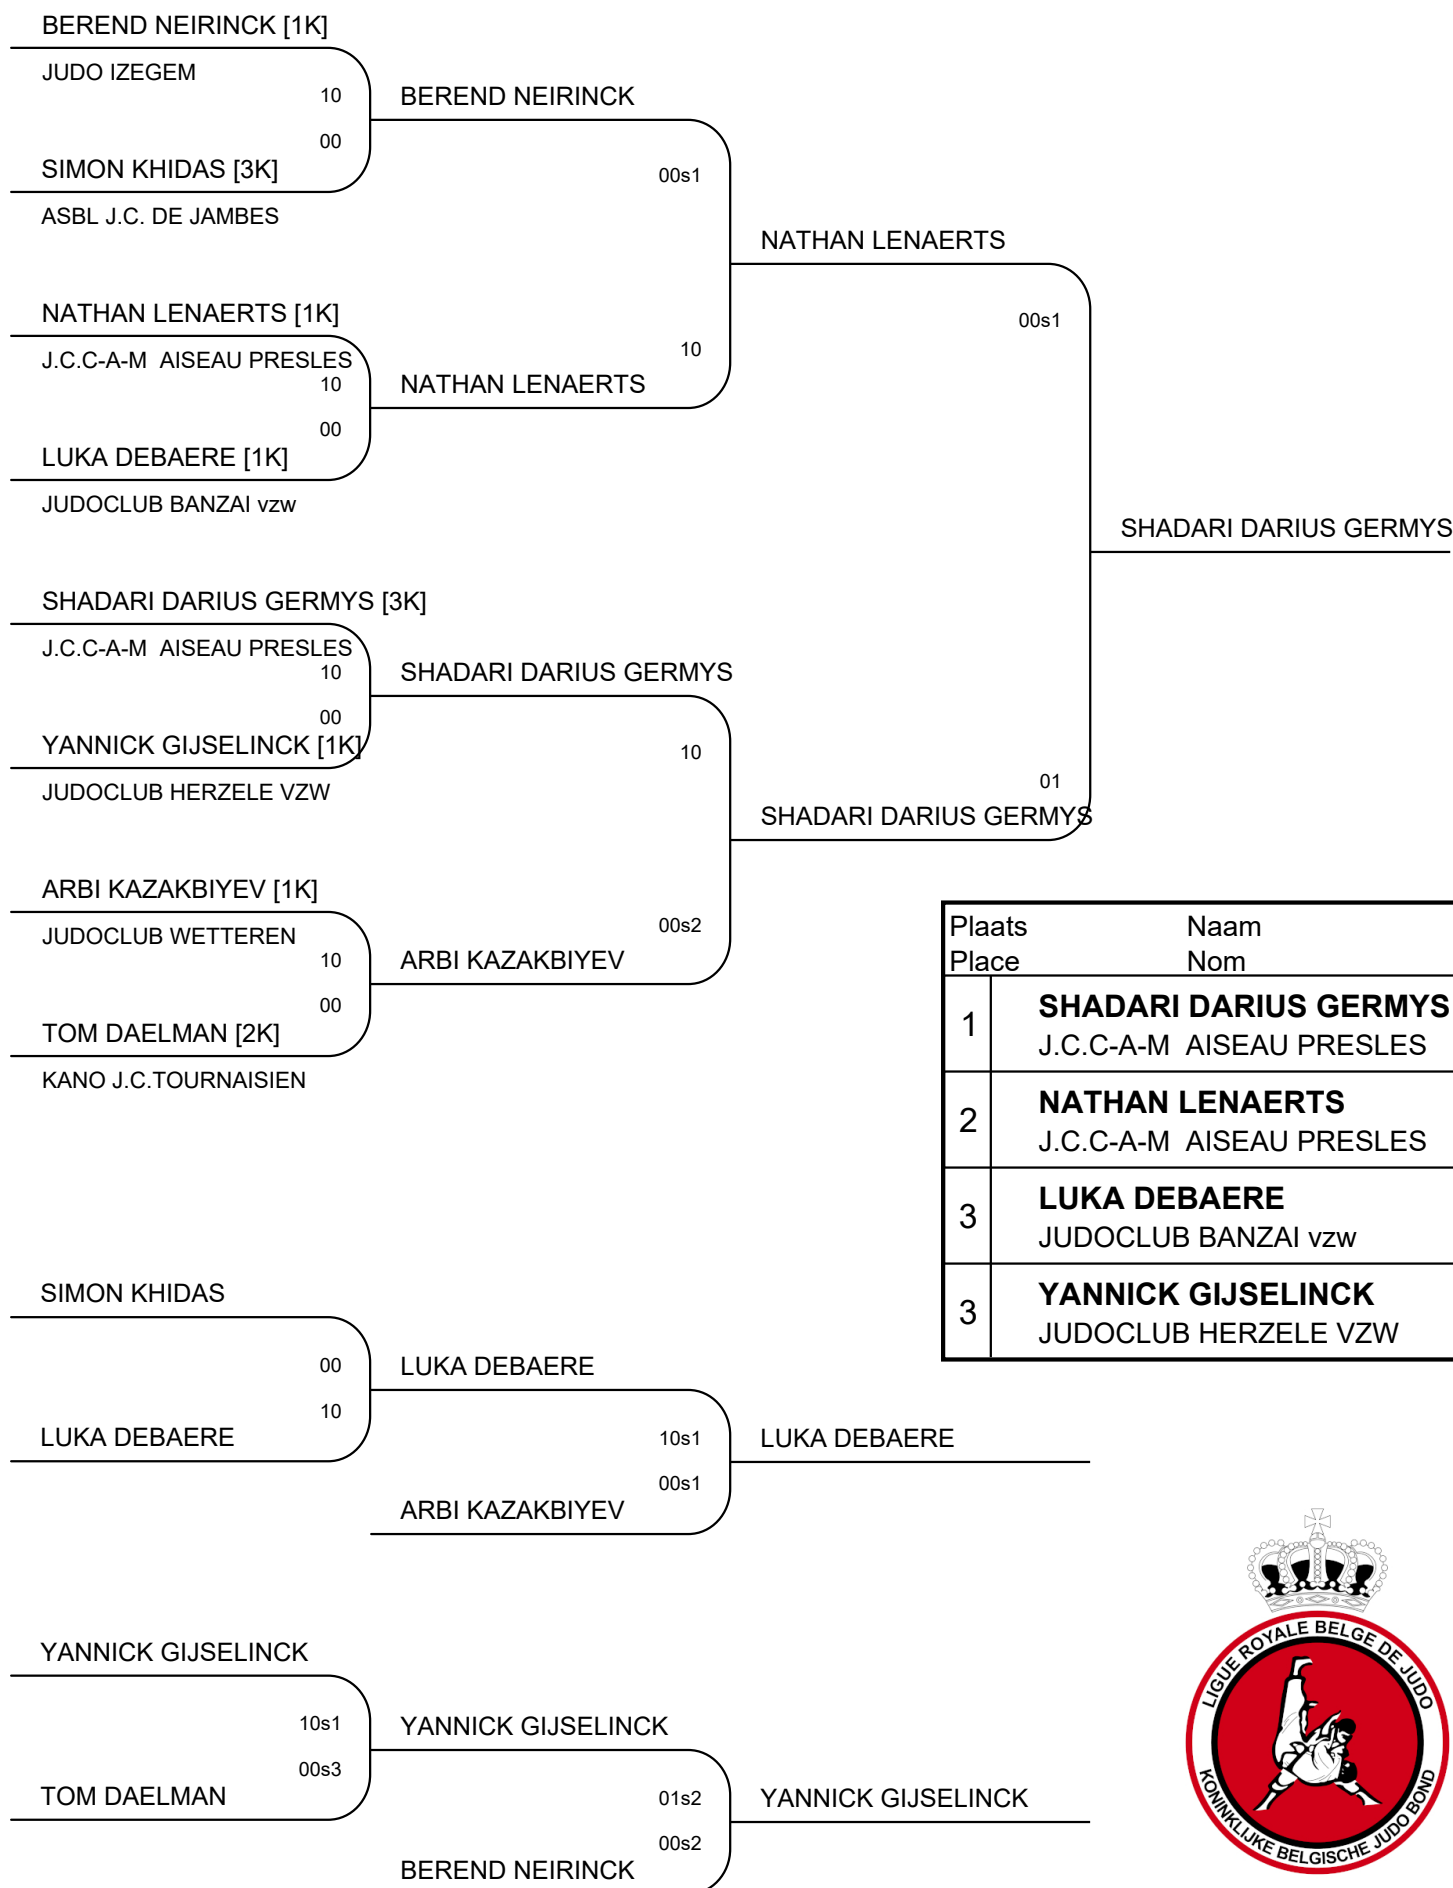 BEREND NEIRINCK [1K]
JUDO IZEGEM
10
BEREND NEIRINCK
00
SIMON KHIDAS [3K]
00s1
ASBL J.C. DE JAMBES
NATHAN LENAERTS
NATHAN LENAERTS [1K]
00s1
J.C.C-A-M AISEAU PRESLES
10
10
NATHAN LENAERTS
00
LUKA DEBAERE [1K]
JUDOCLUB BANZAI vzw
SHADARI DARIUS GERMYS
SHADARI DARIUS GERMYS [3K]
J.C.C-A-M AISEAU PRESLES
10
SHADARI DARIUS GERMYS
00
YANNICK GIJSELINCK [1K]
10
JUDOCLUB HERZELE VZW
01
SHADARI DARIUS GERMYS
ARBI KAZAKBIYEV [1K]
JUDOCLUB WETTEREN
00s2
10
ARBI KAZAKBIYEV
00
TOM DAELMAN [2K]
KANO J.C.TOURNAISIEN
Plaats Naam
Place Nom
1 SHADARI DARIUS GERMYS
J.C.C-A-M AISEAU PRESLES
2 NATHAN LENAERTS
J.C.C-A-M AISEAU PRESLES
3 LUKA DEBAERE
JUDOCLUB BANZAI vzw
3 YANNICK GIJSELINCK
JUDOCLUB HERZELE VZW
SIMON KHIDAS
00
LUKA DEBAERE
10
LUKA DEBAERE
10s1
LUKA DEBAERE
00s1
ARBI KAZAKBIYEV
YANNICK GIJSELINCK
10s1
YANNICK GIJSELINCK
00s3
TOM DAELMAN
01s2
YANNICK GIJSELINCK
00s2
BEREND NEIRINCK
LIGUE ROYALE BELGE DE JUDO
KONINKLIJKE BELGISCHE JUDO BOND